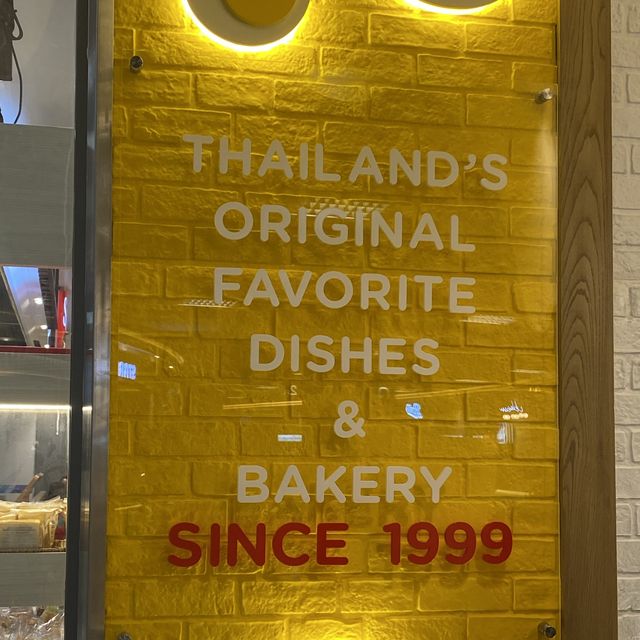 THAILAND'S
ORIGINAL
FAVORITE
DISHES
&
BAKERY
SINCE 1999